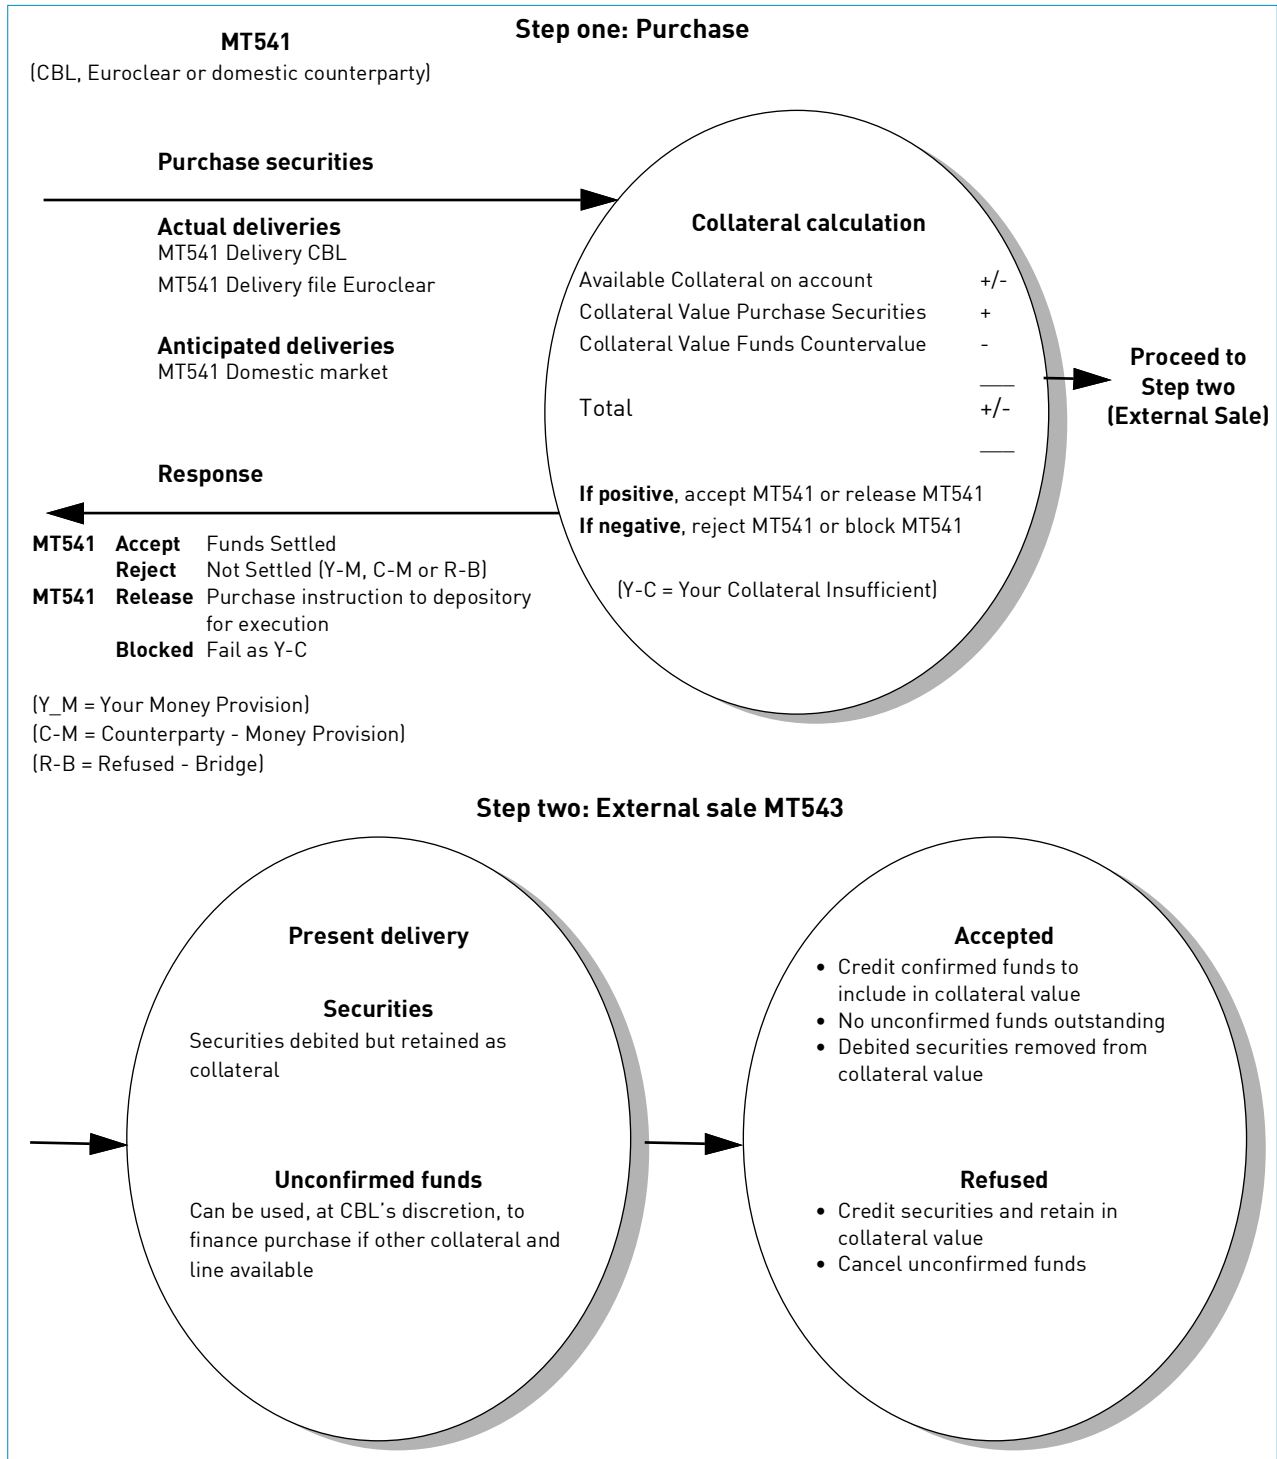 Step one: Purchase
MT541
(CBL, Euroclear or domestic counterparty)
Purchase securities
Actual deliveries
MT541 Delivery CBL
MT541 Delivery file Euroclear
Anticipated deliveries
MT541 Domestic market
Response
MT541 Accept Funds Settled
Reject Not Settled (Y-M, C-M or R-B)
MT541 Release Purchase instruction to depository
for execution
Blocked Fail as Y-C
(Y_M = Your Money Provision)
(C-M = Counterparty - Money Provision)
(R-B = Refused - Bridge)
Collateral calculation
Available Collateral on account +/-
Collateral Value Purchase Securities +
Collateral Value Funds Countervalue -
___
Total +/-
___
If positive, accept MT541 or release MT541
If negative, reject MT541 or block MT541
(Y-C = Your Collateral Insufficient)
Proceed to
Step two
(External Sale)
Step two: External sale MT543
Present delivery
Securities
Securities debited but retained as
collateral
Unconfirmed funds
Can be used, at CBL's discretion, to
finance purchase if other collateral and
line available
Accepted
• Credit confirmed funds to
include in collateral value
• No unconfirmed funds outstanding
• Debited securities removed from
collateral value
Refused
• Credit securities and retain in
collateral value
• Cancel unconfirmed funds